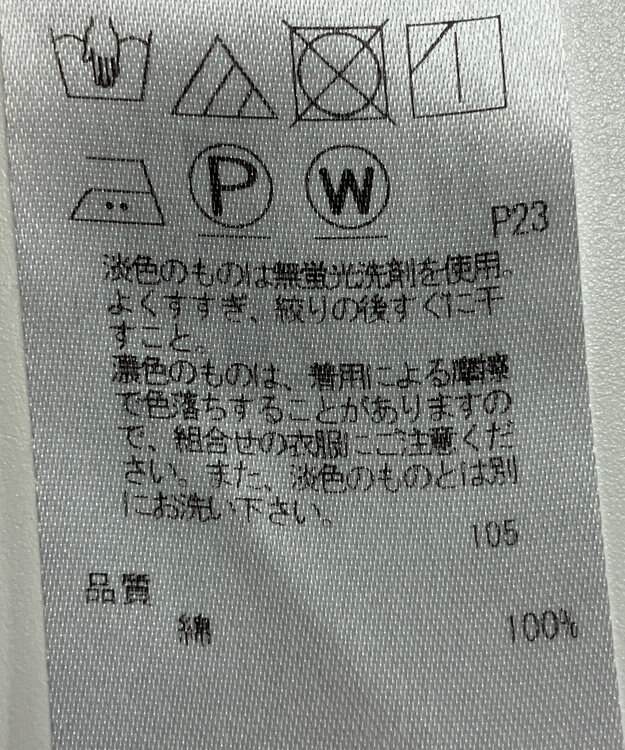 P W
P23
淡色のものは無蛍光洗剤を使用。
よくすすぎ、絞りの後すぐに干
すこと。
濃色のものは、着用による摩擦
で色落ちすることがありますの
で、組合せの衣服にご注意くだ
さい。また、淡色のものとは別
にお洗い下さい。
105
品質
綿 100%